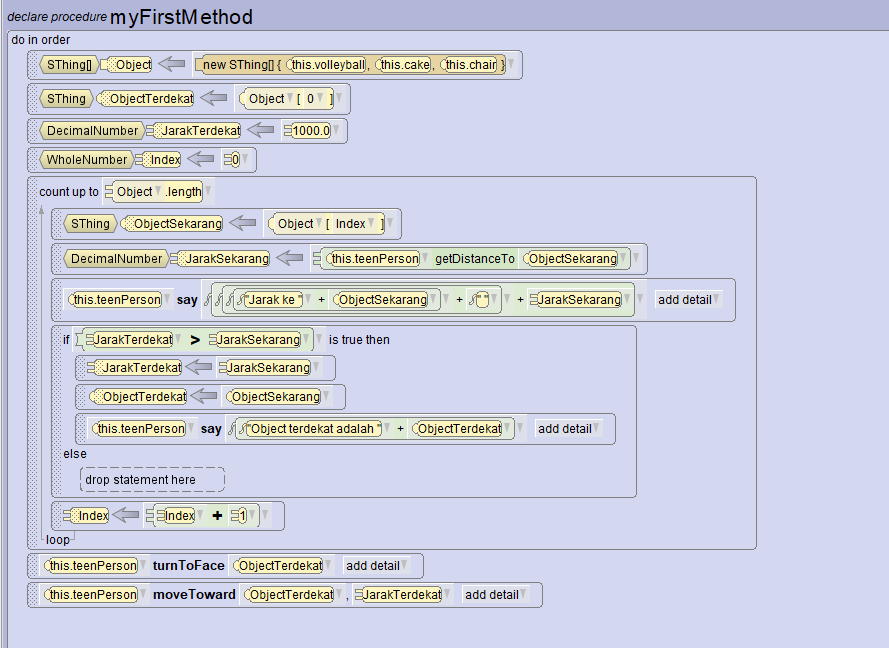 declare procedure myFirstMethod
do in order
SThing[] Object new SThing[] { this.volleyball, this.cake, this.chair }
SThing ObjectTerdekat Object [ 0 ]
DecimalNumber JarakTerdekat 1000.0
WholeNumber Index 0
count up to Object .length
SThing ObjectSekarang Object [ Index ]
DecimalNumber JarakSekarang this.teenPerson getDistanceTo ObjectSekarang
this.teenPerson say "Jarak ke " + ObjectSekarang + " " + JarakSekarang add detail
if JarakTerdekat > JarakSekarang is true then
JarakTerdekat JarakSekarang
ObjectTerdekat ObjectSekarang
this.teenPerson say "Object terdekat adalah " + ObjectTerdekat add detail
else
drop statement here
Index Index + 1
loop
this.teenPerson turnToFace ObjectTerdekat add detail
this.teenPerson moveToward ObjectTerdekat , JarakTerdekat add detail